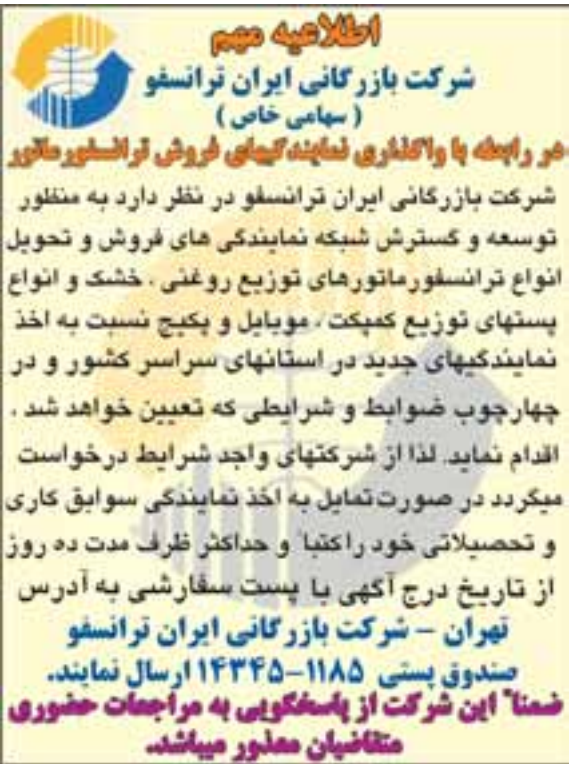 اطلاعیه مهم
شرکت بازرگانی ایران ترانسفو
( سهامی خاص )
در رابطه با واگذاری نمایندگیهای فروش ترانسفورماتور
شرکت بازرگانی ایران ترانسفو در نظر دارد به منظور
توسعه و گسترش شبکه نمایندگی های فروش و تحویل
انواع ترانسفورماتورهای توزیع روغنی ، خشک و انواع
پستهای توزیع کمپکت ، موبایل و پکیج نسبت به اخذ
نمایندگیهای جدید در استانهای سراسر کشور و در
چهارچوب ضوابط و شرایطی که تعیین خواهد شد ،
اقدام نماید. لذا از شرکتهای واجد شرایط درخواست
میگردد در صورت تمایل به اخذ نمایندگی سوابق کاری
و تحصیلاتی خود را کتباً و حداکثر ظرف مدت ده روز
از تاریخ درج آگهی با پست سفارشی به آدرس
تهران – شرکت بازرگانی ایران ترانسفو
صندوق پستی ۱۱۸۵–۱۴۳۴۵ ارسال نمایند.
ضمناً این شرکت از پاسخگویی به مراجعات حضوری
متقاضیان معذور میباشد.